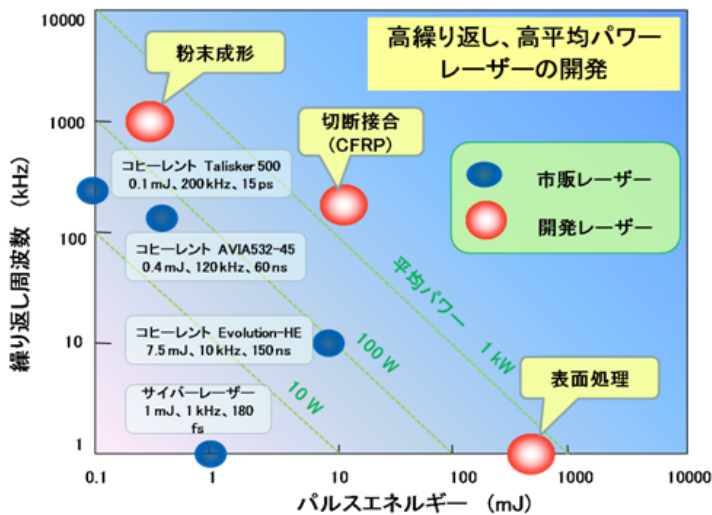 高繰り返し、高平均パワー
レーザーの開発
粉末成形
切断接合
(CFRP)
市販レーザー
開発レーザー
コヒーレント Talisker 500
0.1 mJ、200 kHz、15 ps
コヒーレント AVIA532-45
0.4 mJ、120 kHz、60 ns
コヒーレント Evolution-HE
7.5 mJ、10 kHz、150 ns
サイバーレーザー
1 mJ、1 kHz、180
fs
平均パワー
1 kW
100 W
10 W
表面処理
繰り返し周波数 (kHz)
10000
1000
100
10
1
0.1
1
10
100
1000
10000
パルスエネルギー (mJ)